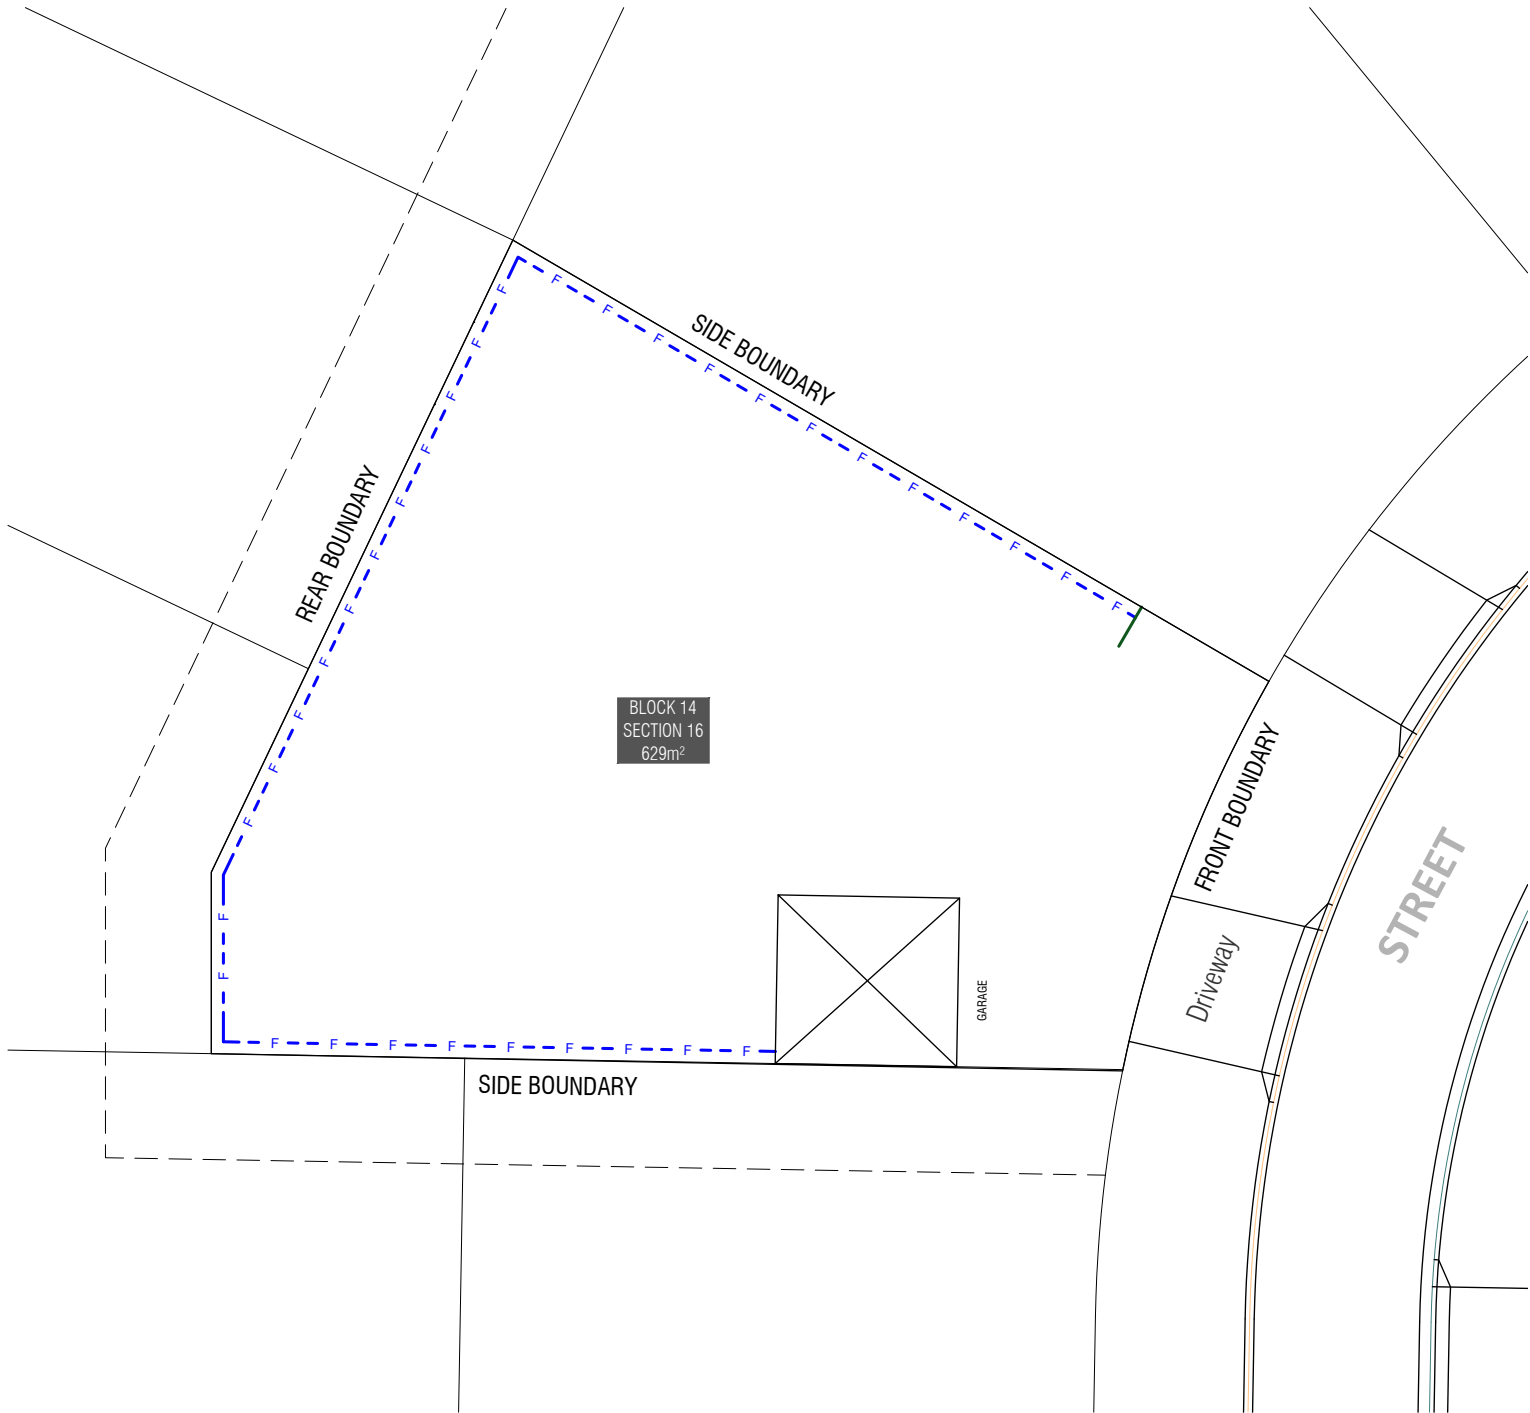 SIDE BOUNDARY
REAR BOUNDARY
BLOCK 14
SECTION 16
629m²
FRONT BOUNDARY
STREET
Driveway
GARAGE
SIDE BOUNDARY
F F F F F F F F F F F F
F F F F F F F F F F F
F F
F F F F F F F F F